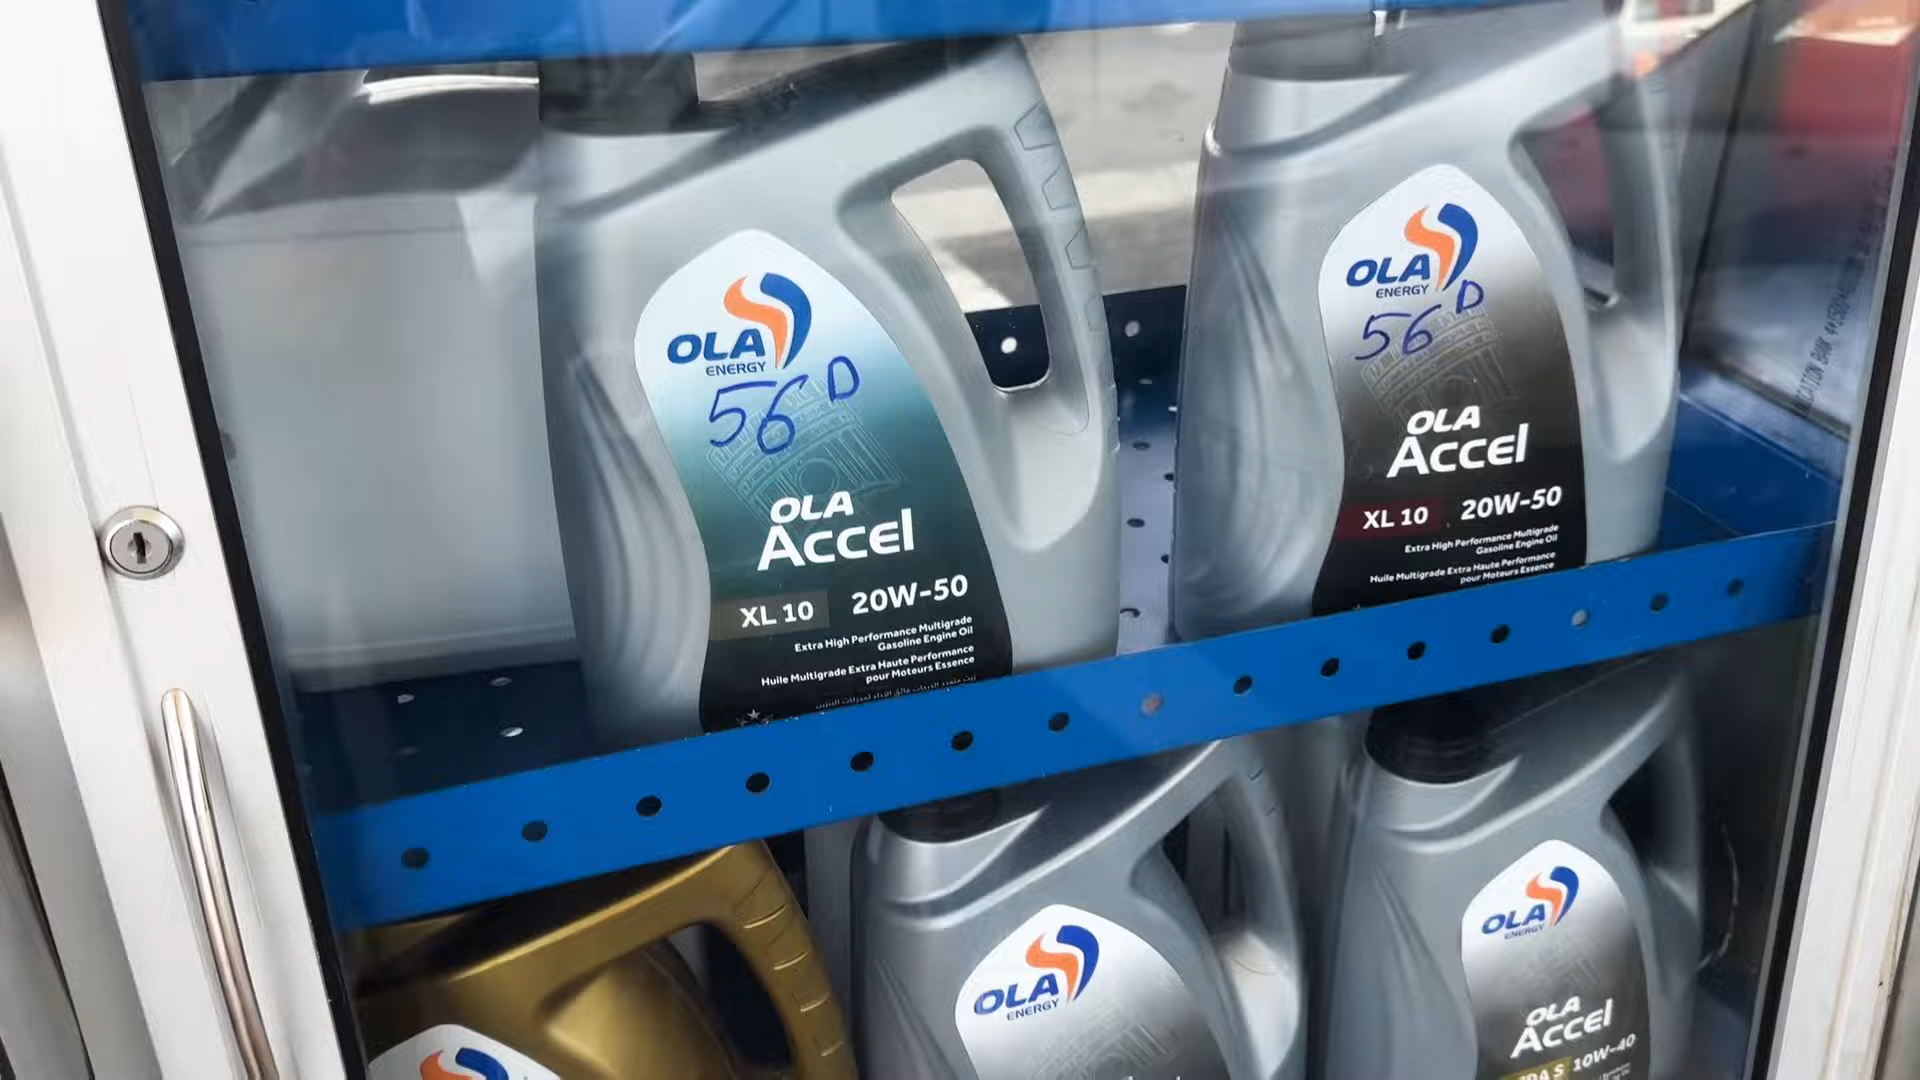 OLA
ENERGY
56 D
OLA
Accel
XL 10 20W-50
Extra High Performance Multigrade
Gasoline Engine Oil
Huile Multigrade Extra Haute Performance
pour Moteurs Essence
OLA
ENERGY
56 D
OLA
Accel
XL 10 20W-50
Extra High Performance Multigrade
Gasoline Engine Oil
Huile Multigrade Extra Haute Performance
pour Moteurs Essence
OLA
ENERGY
OLA
ENERGY
OLA
Accel
10W-40